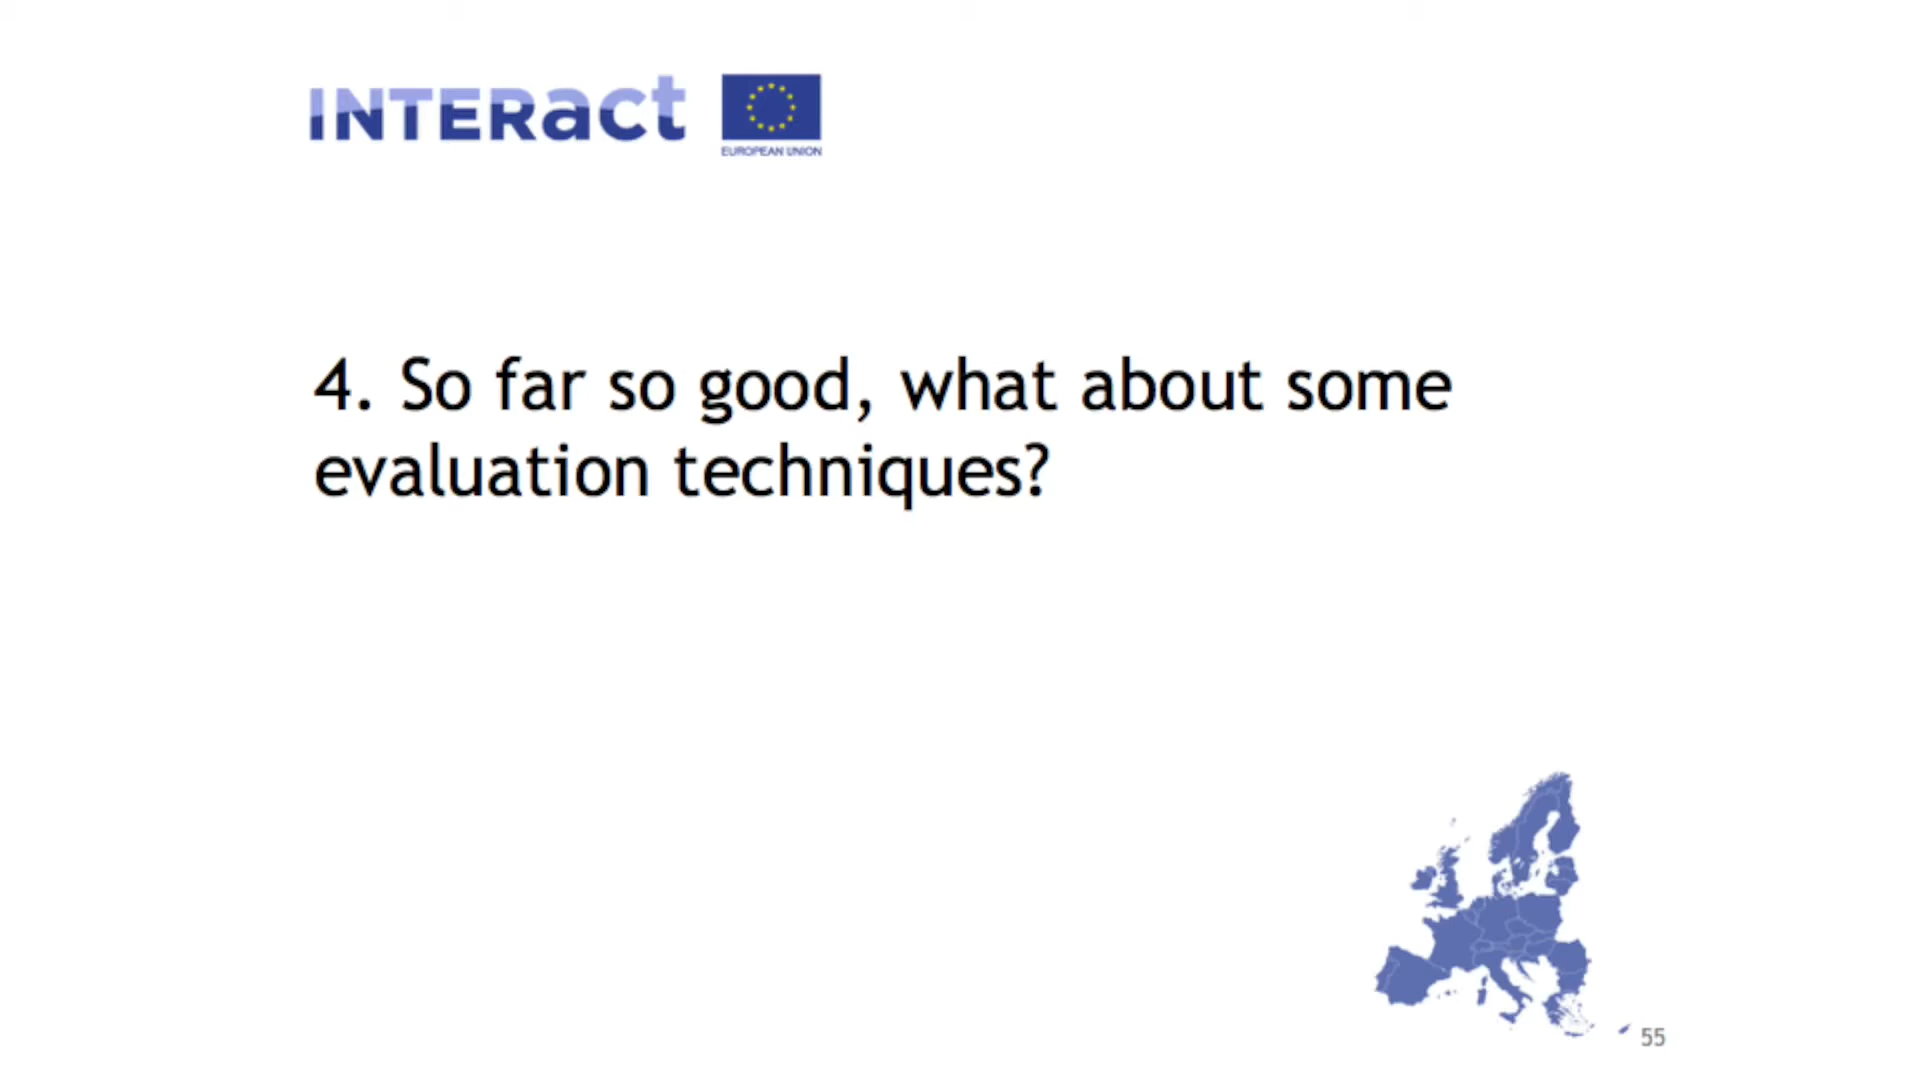 INTERact
EUROPEAN UNION
4. So far so good, what about some
evaluation techniques?
55